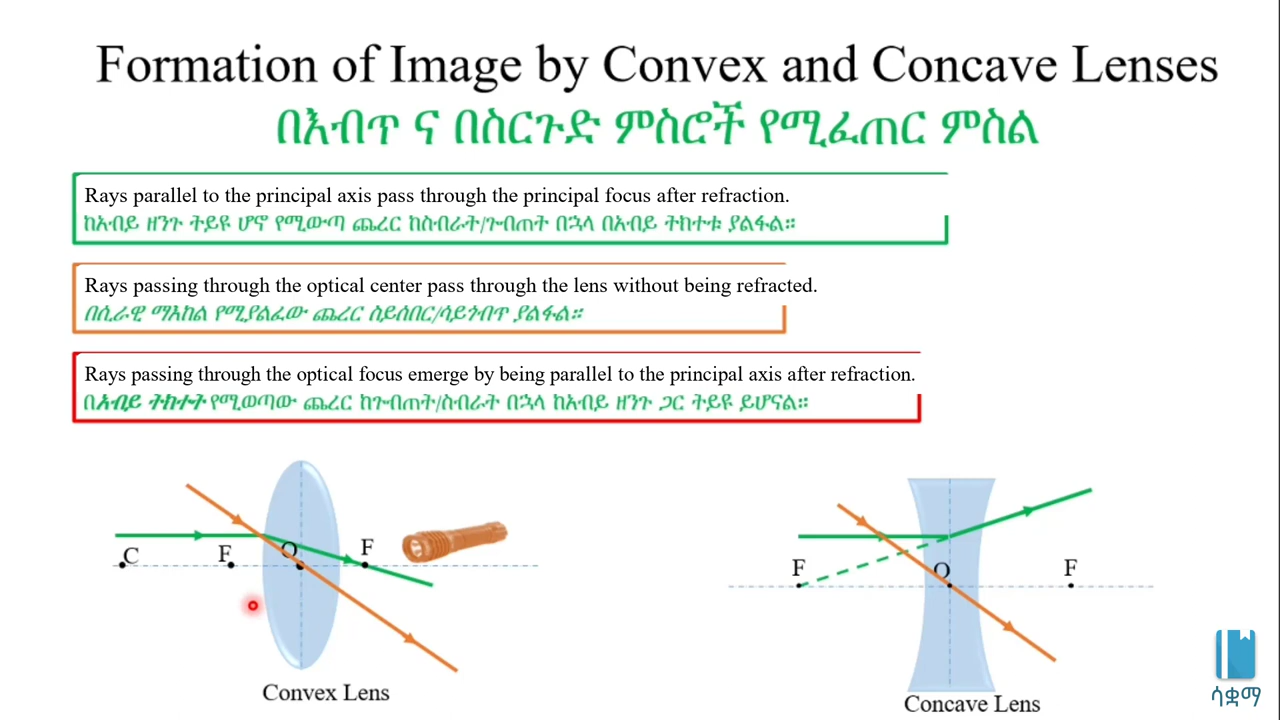 Formation of Image by Convex and Concave Lenses
በእብጥ ና በስርጉድ ምስሮች የሚፈጠር ምስል
Rays parallel to the principal axis pass through the principal focus after refraction.
ከአብይ ዘንጉ ትይዩ ሆኖ የሚውጣ ጨረር ከስብራት/ጉብጠት በኋላ በአብይ ትከተቱ ያልፋል።
Rays passing through the optical center pass through the lens without being refracted.
በሲራዊ ማእከል የሚያልፈው ጨረር ስይሰበር/ሳይጎብጥ ያልፋል።
Rays passing through the optical focus emerge by being parallel to the principal axis after refraction.
በአብይ ትከተት የሚወጣው ጨረር ከጉብጠት/ስብራት በኋላ ከአብይ ዘንጉ ጋር ትይዩ ይሆናል።
C F O F
F O F
Convex Lens
Concave Lens
ሳቋማ